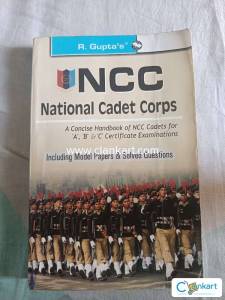 R. Gupta's®
NCC
National Cadet Corps
A Concise Handbook of NCC Cadets for
'A', 'B' & 'C' Certificate Examinations
Including Model Papers & Solved Questions
www.clankart.com
Clankart